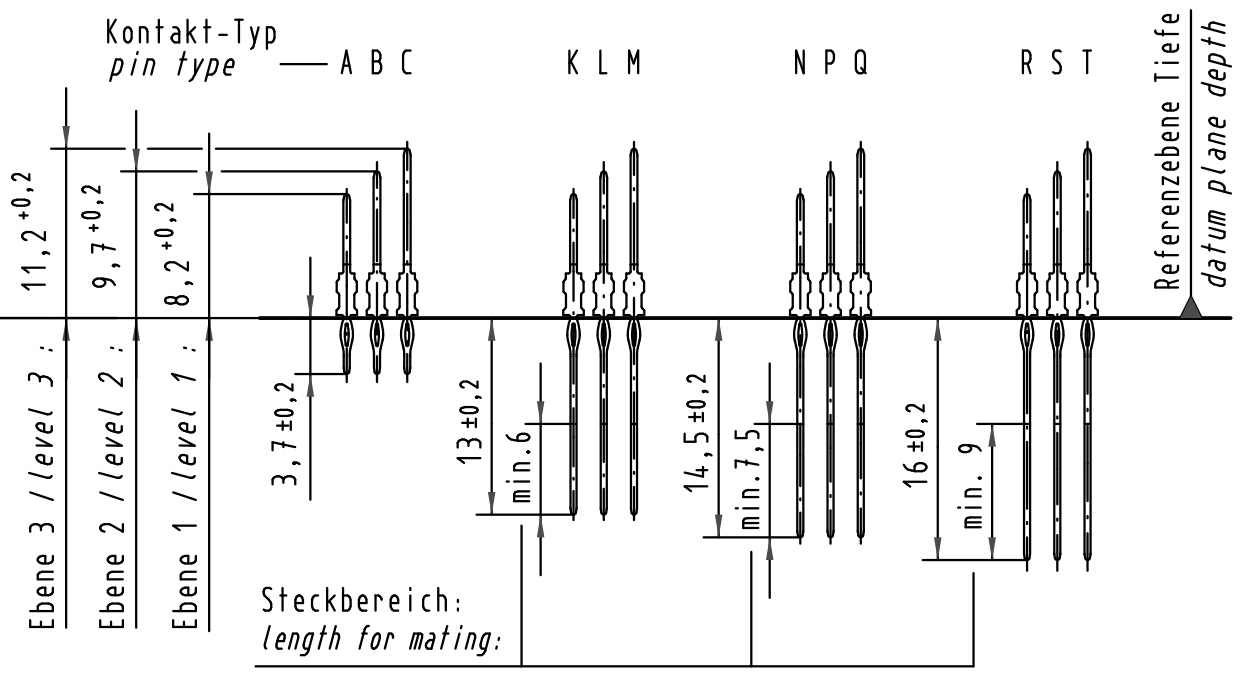 Kontakt-Typ
pin type
A B C
K L M
N P Q
R S T
Referenzebene Tiefe
datum plane depth
11,2 +0,2
9,7 +0,2
8,2 +0,2
Ebene 3 / level 3 :
Ebene 2 / level 2 :
Ebene 1 / level 1 :
3,7 ±0,2
13 ±0,2
min.6
14,5 ±0,2
min.7,5
16 ±0,2
min. 9
Steckbereich:
length for mating: